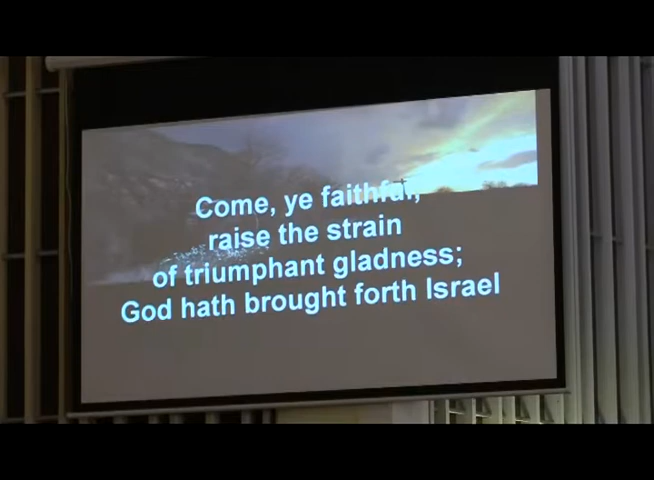 Come, ye faithful,
raise the strain
of triumphant gladness;
God hath brought forth Israel